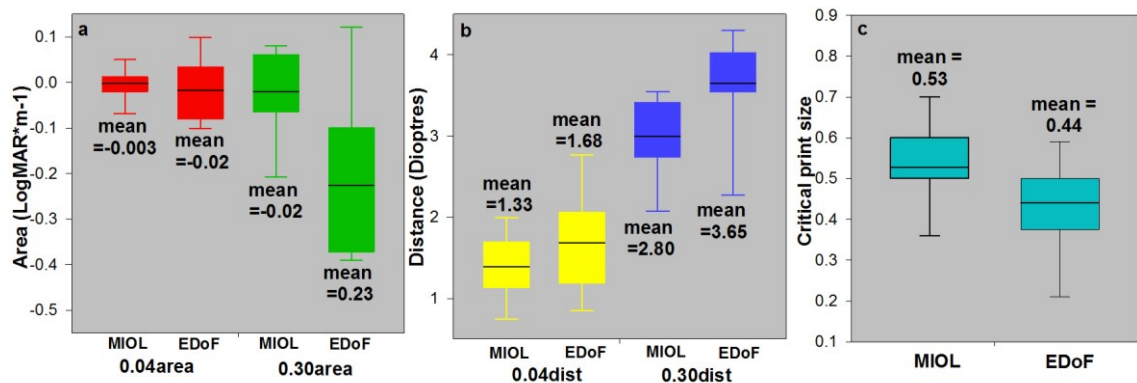 a
Area (LogMAR*m-1)
0.1
0.0
-0.1
-0.2
-0.3
-0.4
-0.5
mean
=-0.003
mean
=-0.02
mean
=-0.02
mean
=0.23
MIOL
EDoF
MIOL
EDoF
0.04area
0.30area
b
Distance (Dioptres)
4
3
2
1
mean
=1.33
mean
=1.68
mean
=2.80
mean
=3.65
MIOL
EDoF
MIOL
EDoF
0.04dist
0.30dist
c
Critical print size
0.9
0.8
0.7
0.6
0.5
0.4
0.3
0.2
0.1
mean =
0.53
mean =
0.44
MIOL
EDoF